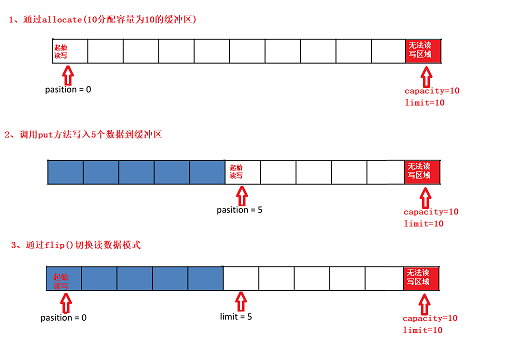 1、通过allocate(10分配容量为10的缓冲区)
起始
读写
无法读
写区域
pasition = 0
capacity=10
limit=10
2、调用put方法写入5个数据到缓冲区
起始
读写
无法读
写区域
pasition = 5
capacity=10
limit=10
3、通过flip()切换读数据模式
起始
读写
无法读
写区域
pasition = 0
limit = 5
capacity=10
limit=10